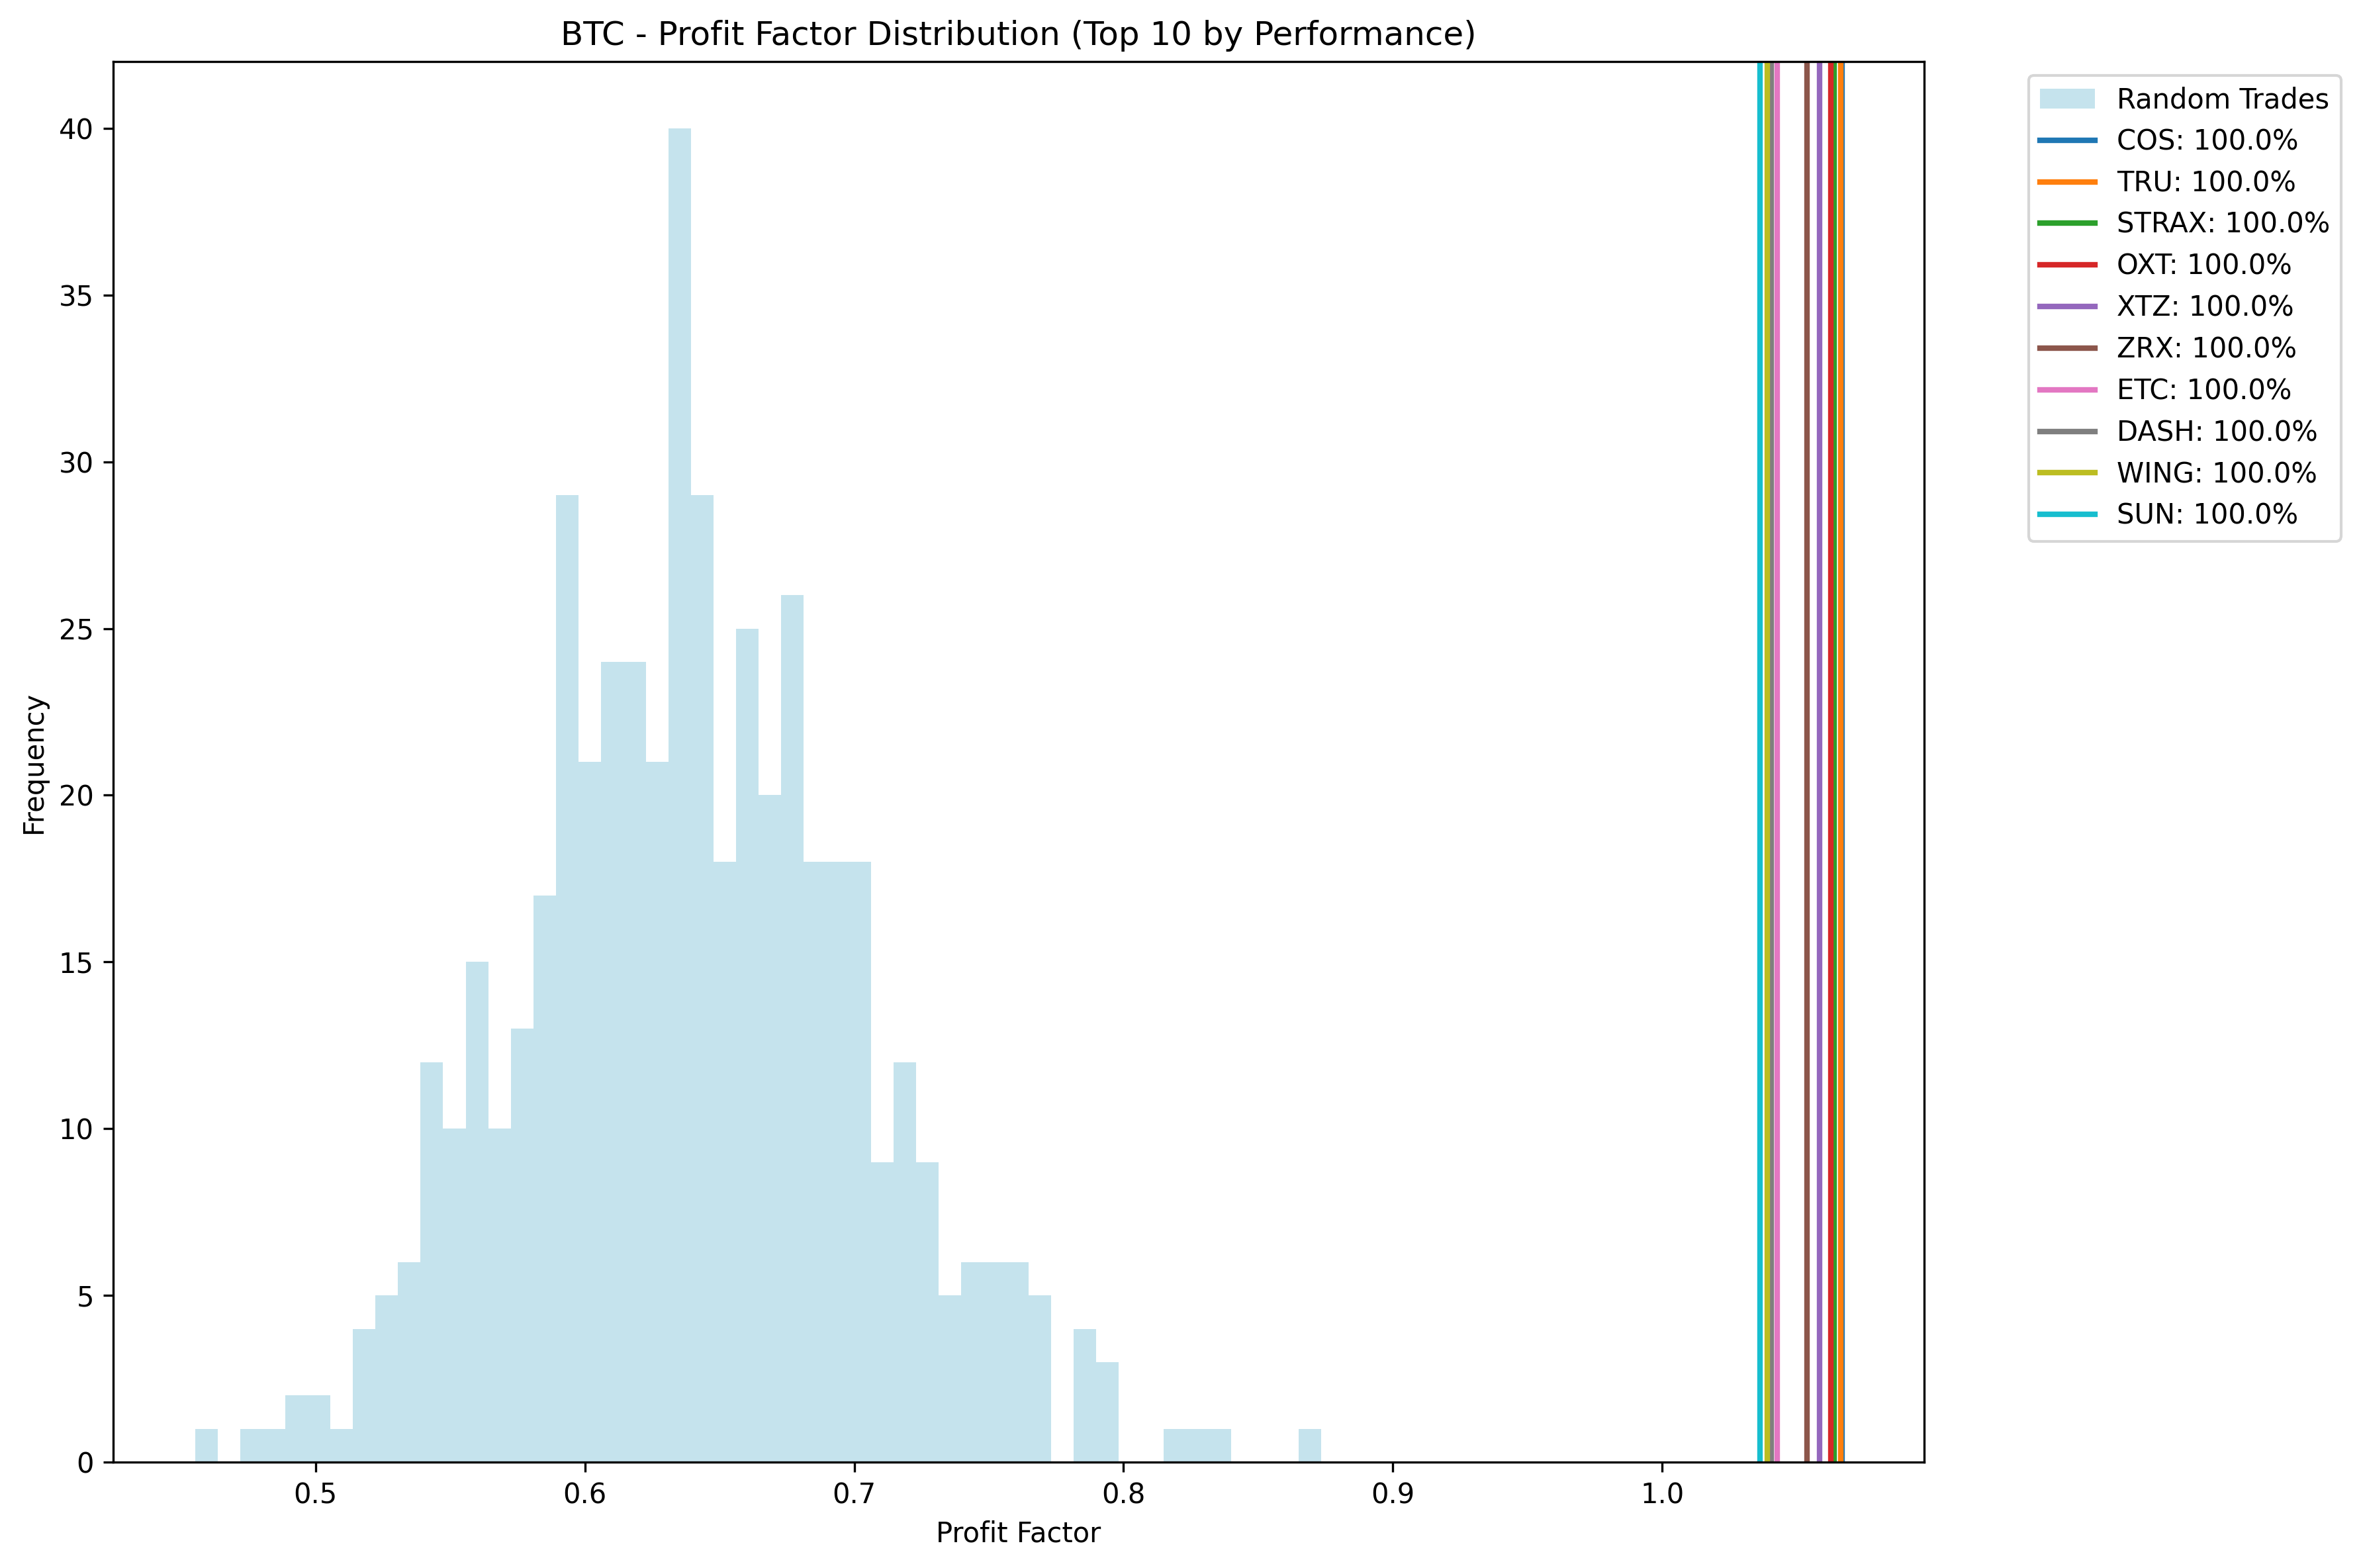 BTC - Profit Factor Distribution (Top 10 by Performance)
Random Trades
COS: 100.0%
TRU: 100.0%
STRAX: 100.0%
OXT: 100.0%
XTZ: 100.0%
ZRX: 100.0%
ETC: 100.0%
DASH: 100.0%
WING: 100.0%
SUN: 100.0%
Frequency
40
35
30
25
20
15
10
5
0
0.5 0.6 0.7 0.8 0.9 1.0
Profit Factor